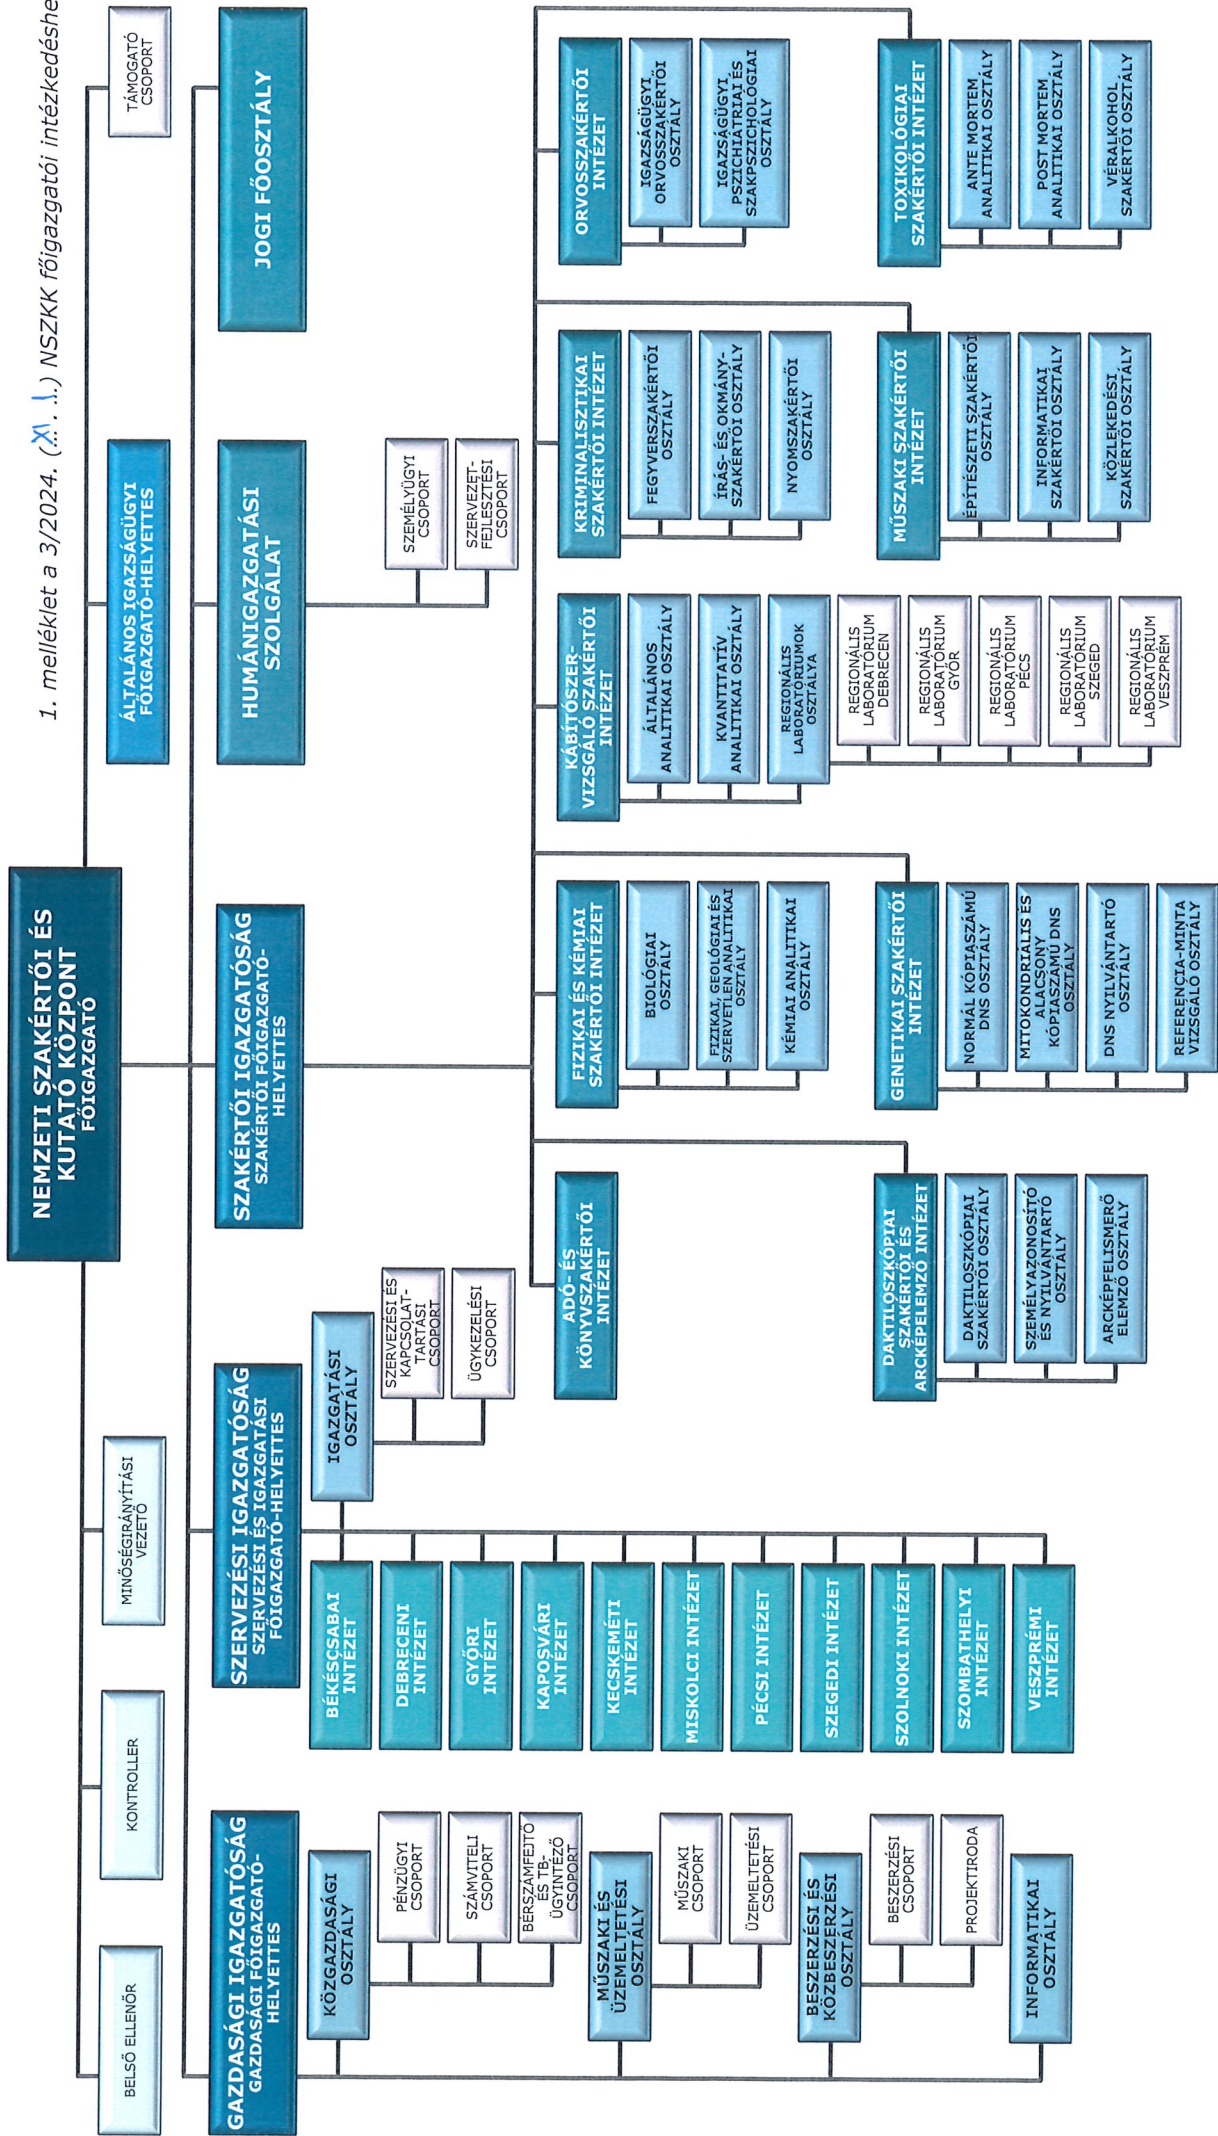 1. melléklet a 3/2024. (XI. 1.) NSZKK főigazgatói intézkedéshe
NEMZETI SZAKÉRTŐI ÉS
KUTATÓ KÖZPONT
FŐIGAZGATÓ
BELSŐ ELLENŐR
KONTROLLER
MINŐSÉGIRÁNYÍTÁSI
VEZETŐ
ÁLTALÁNOS IGAZSÁGÜGYI
FŐIGAZGATÓ-HELYETTES
TÁMOGATÓ
CSOPORT
GAZDASÁGI IGAZGATÓSÁG
GAZDASÁGI FŐIGAZGATÓ-
HELYETTES
SZERVEZÉSI IGAZGATÓSÁG
SZERVEZÉSI ÉS IGAZGATÁSI
FŐIGAZGATÓ-HELYETTES
SZAKÉRTŐI IGAZGATÓSÁG
SZAKÉRTŐI FŐIGAZGATÓ-
HELYETTES
HUMÁNIGAZGATÁSI
SZOLGÁLAT
JOGI FŐOSZTÁLY
KÖZGAZDASÁGI
OSZTÁLY
PÉNZÜGYI
CSOPORT
SZÁMVITELI
CSOPORT
BÉRSZÁMFEJTŐ
ÉS TB-
ÜGYINTÉZŐ
CSOPORT
MŰSZAKI ÉS
ÜZEMELTETÉSI
OSZTÁLY
MŰSZAKI
CSOPORT
ÜZEMELTETÉSI
CSOPORT
BESZERZÉSI ÉS
KÖZBESZERZÉSI
OSZTÁLY
BESZERZÉSI
CSOPORT
PROJEKTIRODA
INFORMATIKAI
OSZTÁLY
BÉKÉSCSABAI
INTÉZET
DEBRECENI
INTÉZET
GYŐRI
INTÉZET
KAPOSVÁRI
INTÉZET
KECSKEMÉTI
INTÉZET
MISKOLCI INTÉZET
PÉCSI INTÉZET
SZEGEDI INTÉZET
SZOLNOKI INTÉZET
SZOMBATHELYI
INTÉZET
VESZPRÉMI
INTÉZET
IGAZGATÁSI
OSZTÁLY
SZERVEZÉSI ÉS
KAPCSOLAT-
TARTÁSI
CSOPORT
ÜGYKEZELÉSI
CSOPORT
SZEMÉLYÜGYI
CSOPORT
SZERVEZET-
FEJLESZTÉSI
CSOPORT
ADÓ- ÉS
KÖNYVSZAKÉRTŐI
INTÉZET
FIZIKAI ÉS KÉMIAI
SZAKÉRTŐI INTÉZET
BIOLÓGIAI
OSZTÁLY
FIZIKAI, GEOLÓGIAI ÉS
SZERVETLEN ANALITIKAI
OSZTÁLY
KÉMIAI ANALITIKAI
OSZTÁLY
KÁBÍTÓSZER-
VIZSGÁLÓ SZAKÉRTŐI
INTÉZET
ÁLTALÁNOS
ANALITIKAI OSZTÁLY
KVANTITATÍV
ANALITIKAI OSZTÁLY
REGIONÁLIS
LABORATÓRIUMOK
OSZTÁLYA
REGIONÁLIS
LABORATÓRIUM
DEBRECEN
REGIONÁLIS
LABORATÓRIUM
GYŐR
REGIONÁLIS
LABORATÓRIUM
PÉCS
REGIONÁLIS
LABORATÓRIUM
SZEGED
REGIONÁLIS
LABORATÓRIUM
VESZPRÉM
KRIMINALISZTIKAI
SZAKÉRTŐI INTÉZET
FEGYVERSZAKÉRTŐI
OSZTÁLY
ÍRÁS- ÉS OKMÁNY-
SZAKÉRTŐI OSZTÁLY
NYOMSZAKÉRTŐI
OSZTÁLY
ORVOSSZAKÉRTŐI
INTÉZET
IGAZSÁGÜGYI
ORVOSSZAKÉRTŐI
OSZTÁLY
IGAZSÁGÜGYI
PSZICHIÁTRIAI ÉS
SZAKPSZICHOLÓGIAI
OSZTÁLY
DAKTILOSZKÓPIAI
SZAKÉRTŐI ÉS
ARCKÉPELEMZŐ INTÉZET
DAKTILOSZKÓPIAI
SZAKÉRTŐI OSZTÁLY
SZEMÉLYAZONOSÍTÓ
ÉS NYILVÁNTARTÓ
OSZTÁLY
ARCKÉPFELISMERŐ
ELEMZŐ OSZTÁLY
GENETIKAI SZAKÉRTŐI
INTÉZET
NORMÁL KÓPIASZÁMÚ
DNS OSZTÁLY
MITOKONDRIÁLIS ÉS
ALACSONY
KÓPIASZÁMÚ DNS
OSZTÁLY
DNS NYILVÁNTARTÓ
OSZTÁLY
REFERENCIA-MINTA
VIZSGÁLÓ OSZTÁLY
MŰSZAKI SZAKÉRTŐI
INTÉZET
ÉPÍTÉSZETI SZAKÉRTŐI
OSZTÁLY
INFORMATIKAI
SZAKÉRTŐI OSZTÁLY
KÖZLEKEDÉSI
SZAKÉRTŐI OSZTÁLY
TOXIKOLÓGIAI
SZAKÉRTŐI INTÉZET
ANTE MORTEM
ANALITIKAI OSZTÁLY
POST MORTEM
ANALITIKAI OSZTÁLY
VÉRALKOHOL
SZAKÉRTŐI OSZTÁLY